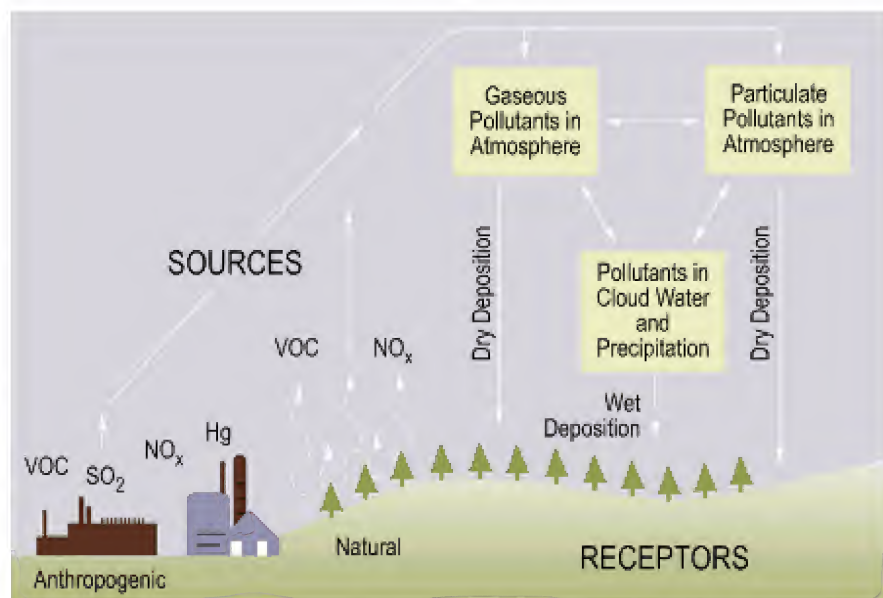 Gaseous
Pollutants in
Atmosphere
Particulate
Pollutants in
Atmosphere
SOURCES
Dry Deposition
Pollutants in
Cloud Water
and
Precipitation
Dry Deposition
VOC
NOx
Wet
Deposition
VOC
SO2
NOx
Hg
Natural
RECEPTORS
Anthropogenic